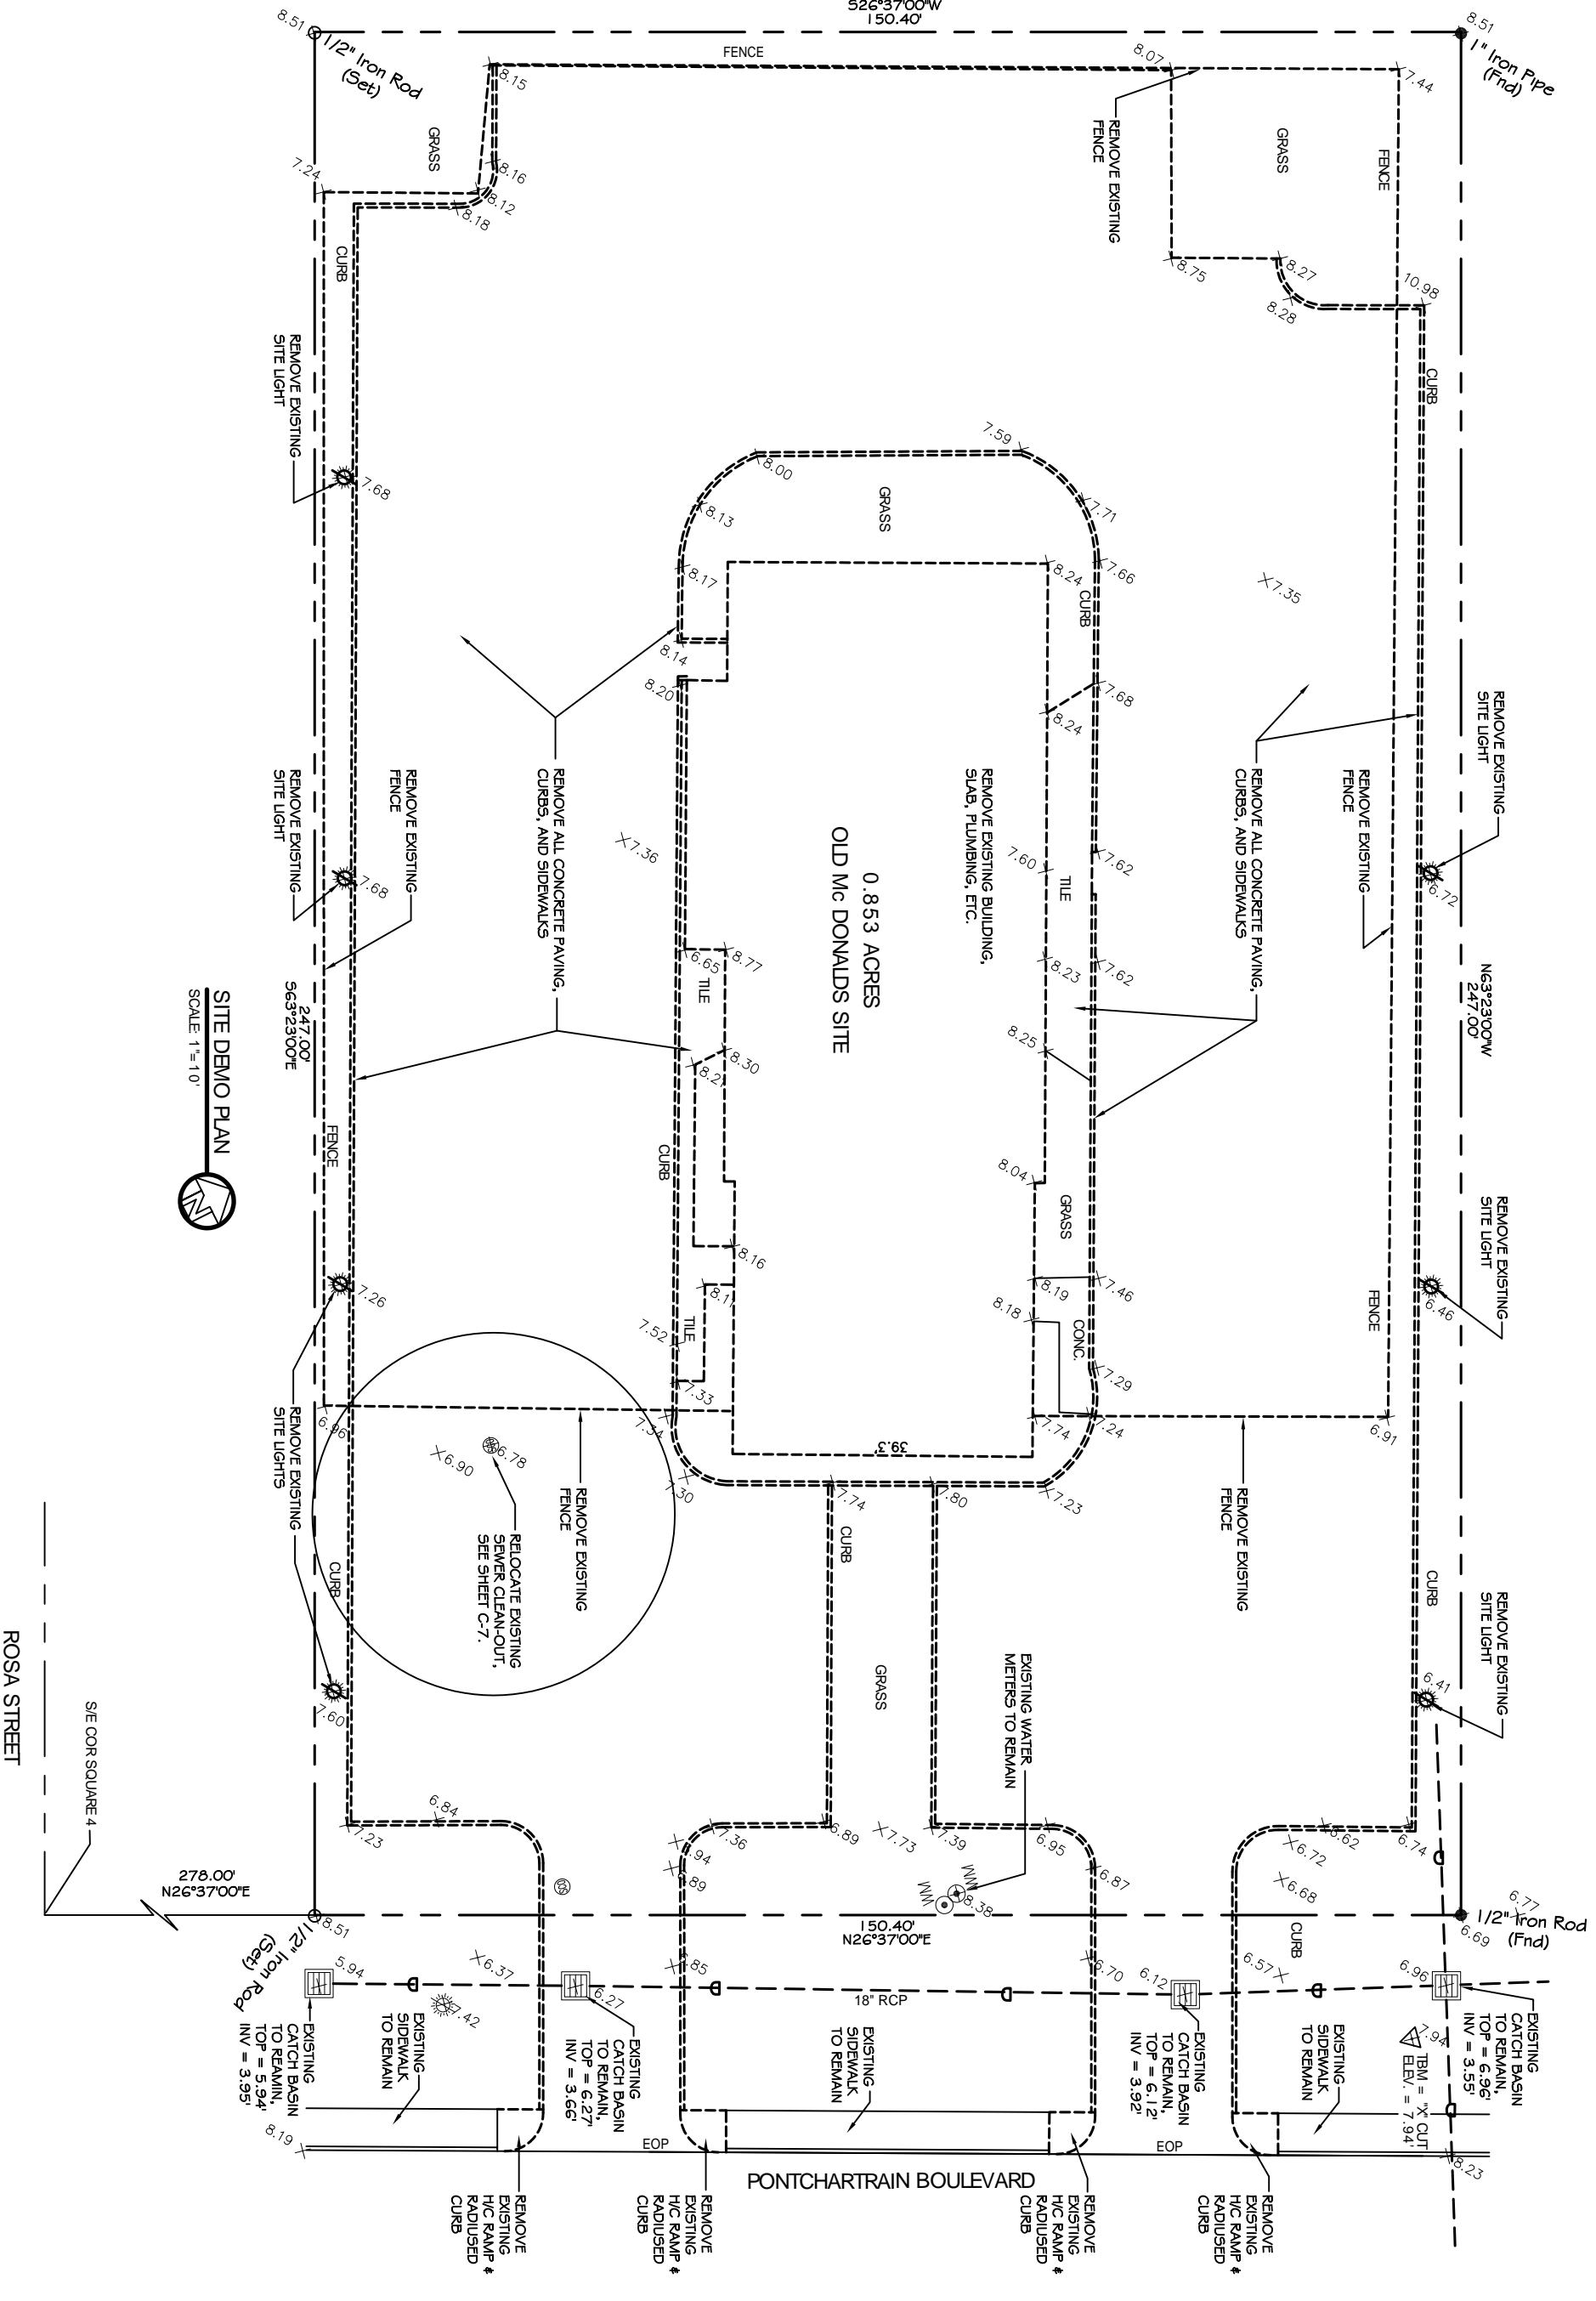 S26°37'00"W
150.40'
8.51
1/2" Iron Rod
(Set)
8.51
1" Iron Pipe
(Fnd)
FENCE
8.07
7.44
8.15
REMOVE EXISTING
FENCE
GRASS
GRASS
FENCE
7.24
8.16
8.12
8.18
CURB
8.75
8.27
8.28
10.98
CURB
REMOVE EXISTING
SITE LIGHT
7.68
7.59
8.00
8.13
GRASS
7.71
8.17
8.24
7.66
CURB
7.35
8.14
8.20
7.68
8.24
REMOVE EXISTING
SITE LIGHT
6.72
REMOVE EXISTING
SITE LIGHT
7.68
REMOVE EXISTING
FENCE
REMOVE ALL CONCRETE PAVING,
CURBS, AND SIDEWALKS
7.36
REMOVE EXISTING BUILDING,
SLAB, PLUMBING, ETC.
0.853 ACRES
OLD Mc DONALDS SITE
REMOVE ALL CONCRETE PAVING,
CURBS, AND SIDEWALKS
REMOVE EXISTING
FENCE
7.60
TILE
7.62
8.23
7.62
N63°23'00"W
247.00'
247.00'
S63°23'00"E
SITE DEMO PLAN
SCALE: 1"= 10'
N
6.65
8.77
TILE
8.30
8.25
8.04
GRASS
FENCE
CURB
8.16
8.19
7.46
REMOVE EXISTING
SITE LIGHT
6.46
FENCE
7.26
8.18
CONC.
TILE
7.52
7.33
7.29
REMOVE EXISTING
SITE LIGHTS
6.96
7.34
7.74
7.24
6.91
39.3'
6.78
6.90
7.30
7.74
7.80
7.23
REMOVE EXISTING
FENCE
REMOVE EXISTING
FENCE
RELOCATE EXISTING
SEWER CLEAN-OUT,
SEE SHEET C-7.
CURB
CURB
CURB
REMOVE EXISTING
SITE LIGHT
6.41
7.60
GRASS
EXISTING WATER
METERS TO REMAIN
ROSA STREET
S/E COR SQUARE 4
7.23
6.84
7.36
6.89
7.73
7.39
6.95
6.62
6.74
6.72
6.87
6.68
WM
WM
8.38
278.00'
N26°37'00"E
8.51
1/2" Iron Rod
(Set)
150.40'
N26°37'00"E
CURB
6.77
6.69
1/2" Iron Rod
(Fnd)
5.94
6.37
6.27
6.70
6.12
6.57
6.96
7.42
18" RCP
7.94
TBM = "X" CUT
ELEV. = 7.94'
EXISTING
CATCH BASIN
TO REAMIN,
TOP = 5.94'
INV = 3.95'
EXISTING
SIDEWALK
TO REMAIN
EXISTING
CATCH BASIN
TO REMAIN,
TOP = 6.27'
INV = 3.66'
EXISTING
SIDEWALK
TO REMAIN
EXISTING
CATCH BASIN
TO REMAIN,
TOP = 6.12'
INV = 3.92'
EXISTING
SIDEWALK
TO REMAIN
EXISTING
CATCH BASIN
TO REMAIN,
TOP = 6.96'
INV = 3.55'
8.19
EOP
EOP
8.23
PONTCHARTRAIN BOULEVARD
REMOVE
EXISTING
H/C RAMP &
RADIUSED
CURB
REMOVE
EXISTING
H/C RAMP &
RADIUSED
CURB
REMOVE
EXISTING
H/C RAMP &
RADIUSED
CURB
REMOVE
EXISTING
H/C RAMP &
RADIUSED
CURB